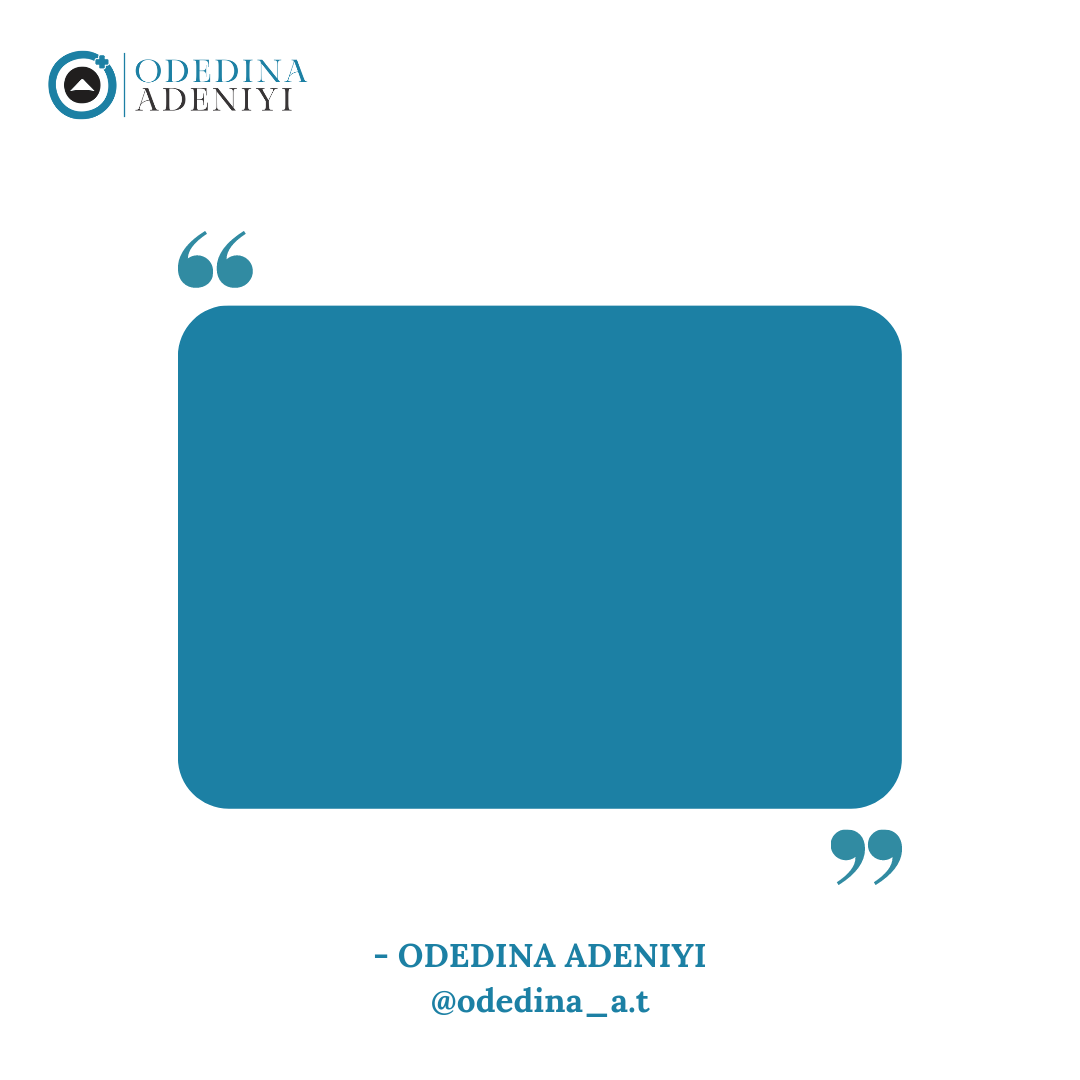 ODEDINA
ADENIYI
“
”
- ODEDINA ADENIYI
@odedina_a.t